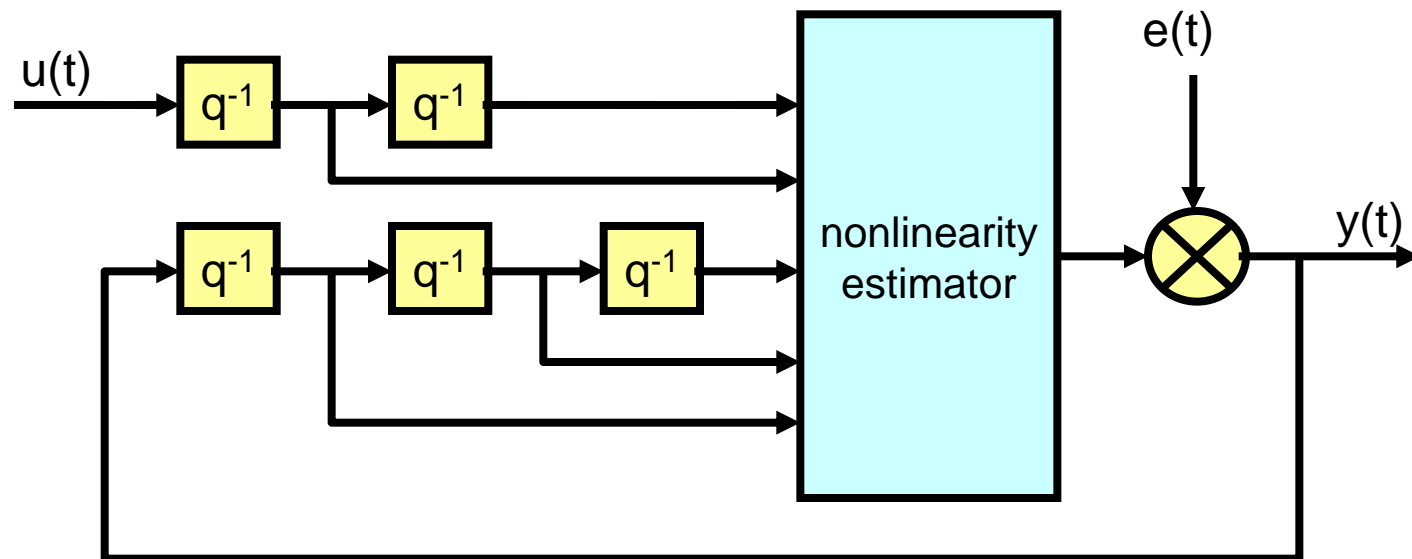 e(t)
u(t)
q⁻¹
q⁻¹
y(t)
nonlinearity
estimator
q⁻¹
q⁻¹
q⁻¹